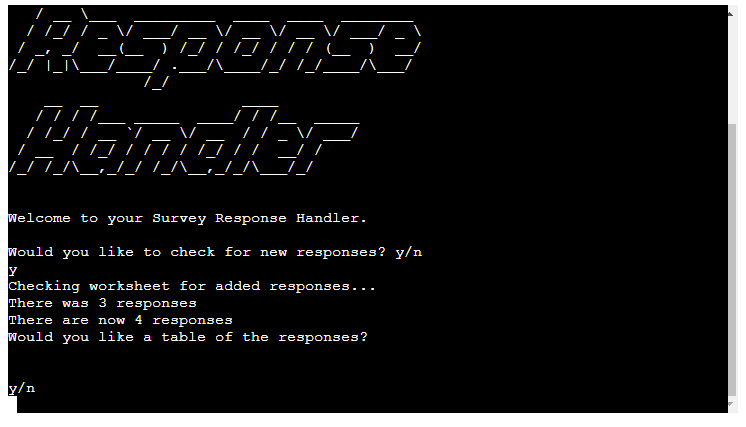 Response
Handler
Welcome to your Survey Response Handler.
Would you like to check for new responses? y/n
y
Checking worksheet for added responses...
There was 3 responses
There are now 4 responses
Would you like a table of the responses?
y/n